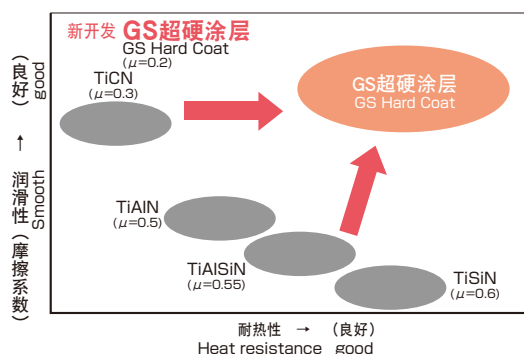 新开发 GS超硬涂层
GS Hard Coat
(μ=0.2)
TiCN
(μ=0.3)
GS超硬涂层
GS Hard Coat
TiAlN
(μ=0.5)
TiAlSiN
(μ=0.55)
TiSiN
(μ=0.6)
润滑性(摩擦系数) → (良好)
Smooth good
耐热性 → (良好)
Heat resistance good